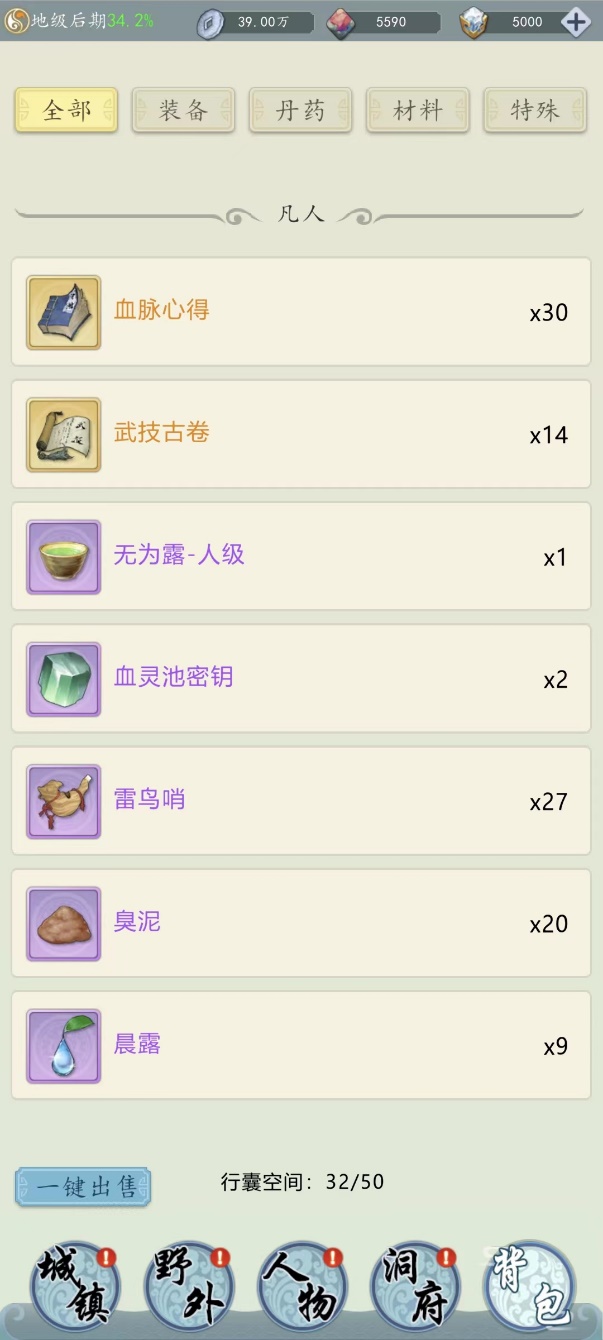 地级后期34.2% 39.00万 5590 5000
全部 装备 丹药 材料 特殊
凡人
血脉心得 x30
武技古卷 x14
无为露-人级 x1
血灵池密钥 x2
雷鸟哨 x27
臭泥 x20
晨露 x9
一键出售 行囊空间：32/50
城镇 野外 人物 洞府 背包